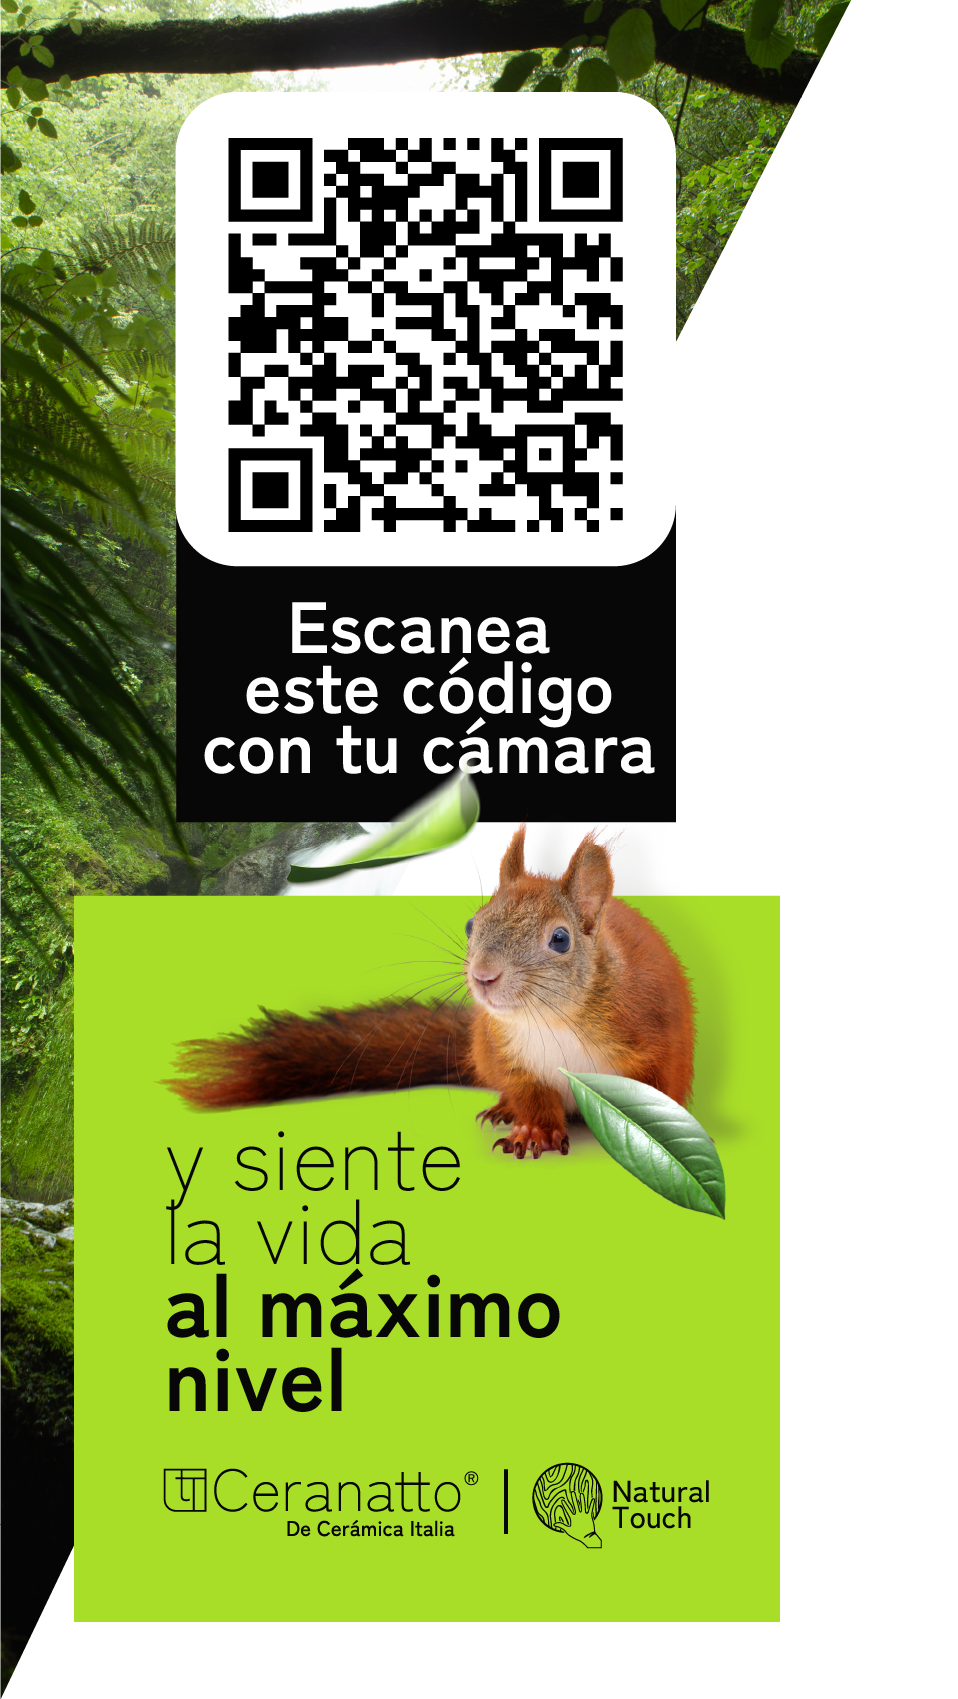 Escanea
este código
con tu cámara
y siente
la vida
al máximo
nivel
Ceranatto®
De Cerámica Italia
Natural
Touch